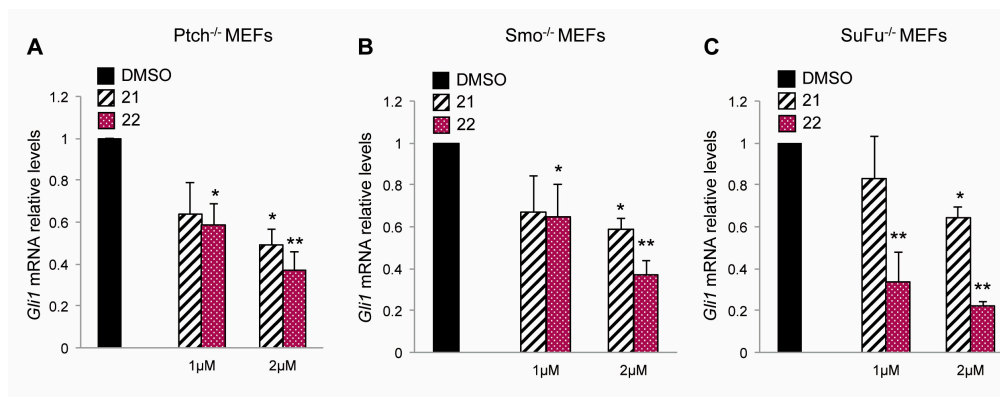 A
Ptch-/- MEFs
DMSO
21
22
Gli1 mRNA relative levels
1.2
1
0.8
0.6
0.4
0.2
0
*
*
**
1µM
2µM
B
Smo-/- MEFs
DMSO
21
22
Gli1 mRNA relative levels
1.2
1
0.8
0.6
0.4
0.2
0
*
*
**
1µM
2µM
C
SuFu-/- MEFs
DMSO
21
22
Gli1 mRNA relative levels
1.2
1
0.8
0.6
0.4
0.2
0
**
*
**
1µM
2µM